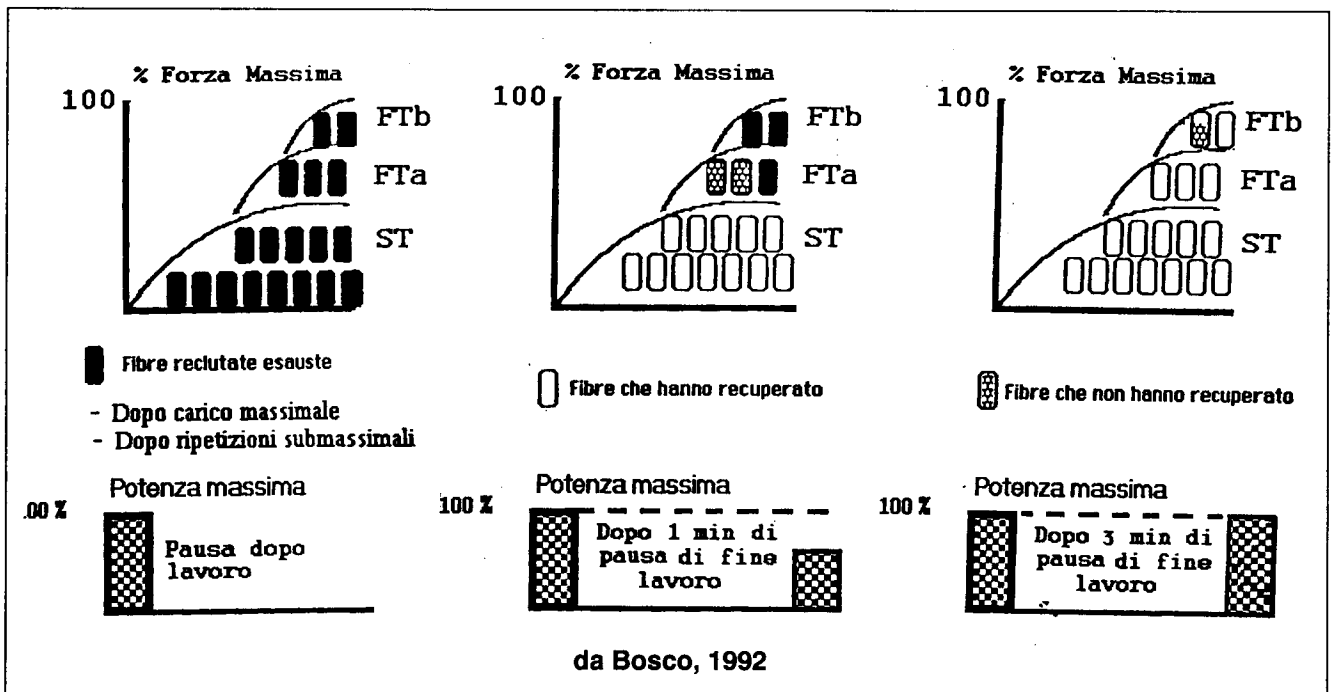 % Forza Massima
100
FTb
FTa
ST
Fibre reclutate esauste
- Dopo carico massimale
- Dopo ripetizioni submassimali
Potenza massima
.00 %
Pausa dopo
lavoro
% Forza Massima
100
FTb
FTa
ST
Fibre che hanno recuperato
Potenza massima
100 %
Dopo 1 min di
pausa di fine
lavoro
% Forza Massima
100
FTb
FTa
ST
Fibre che non hanno recuperato
Potenza massima
100 %
Dopo 3 min di
pausa di fine
lavoro
da Bosco, 1992